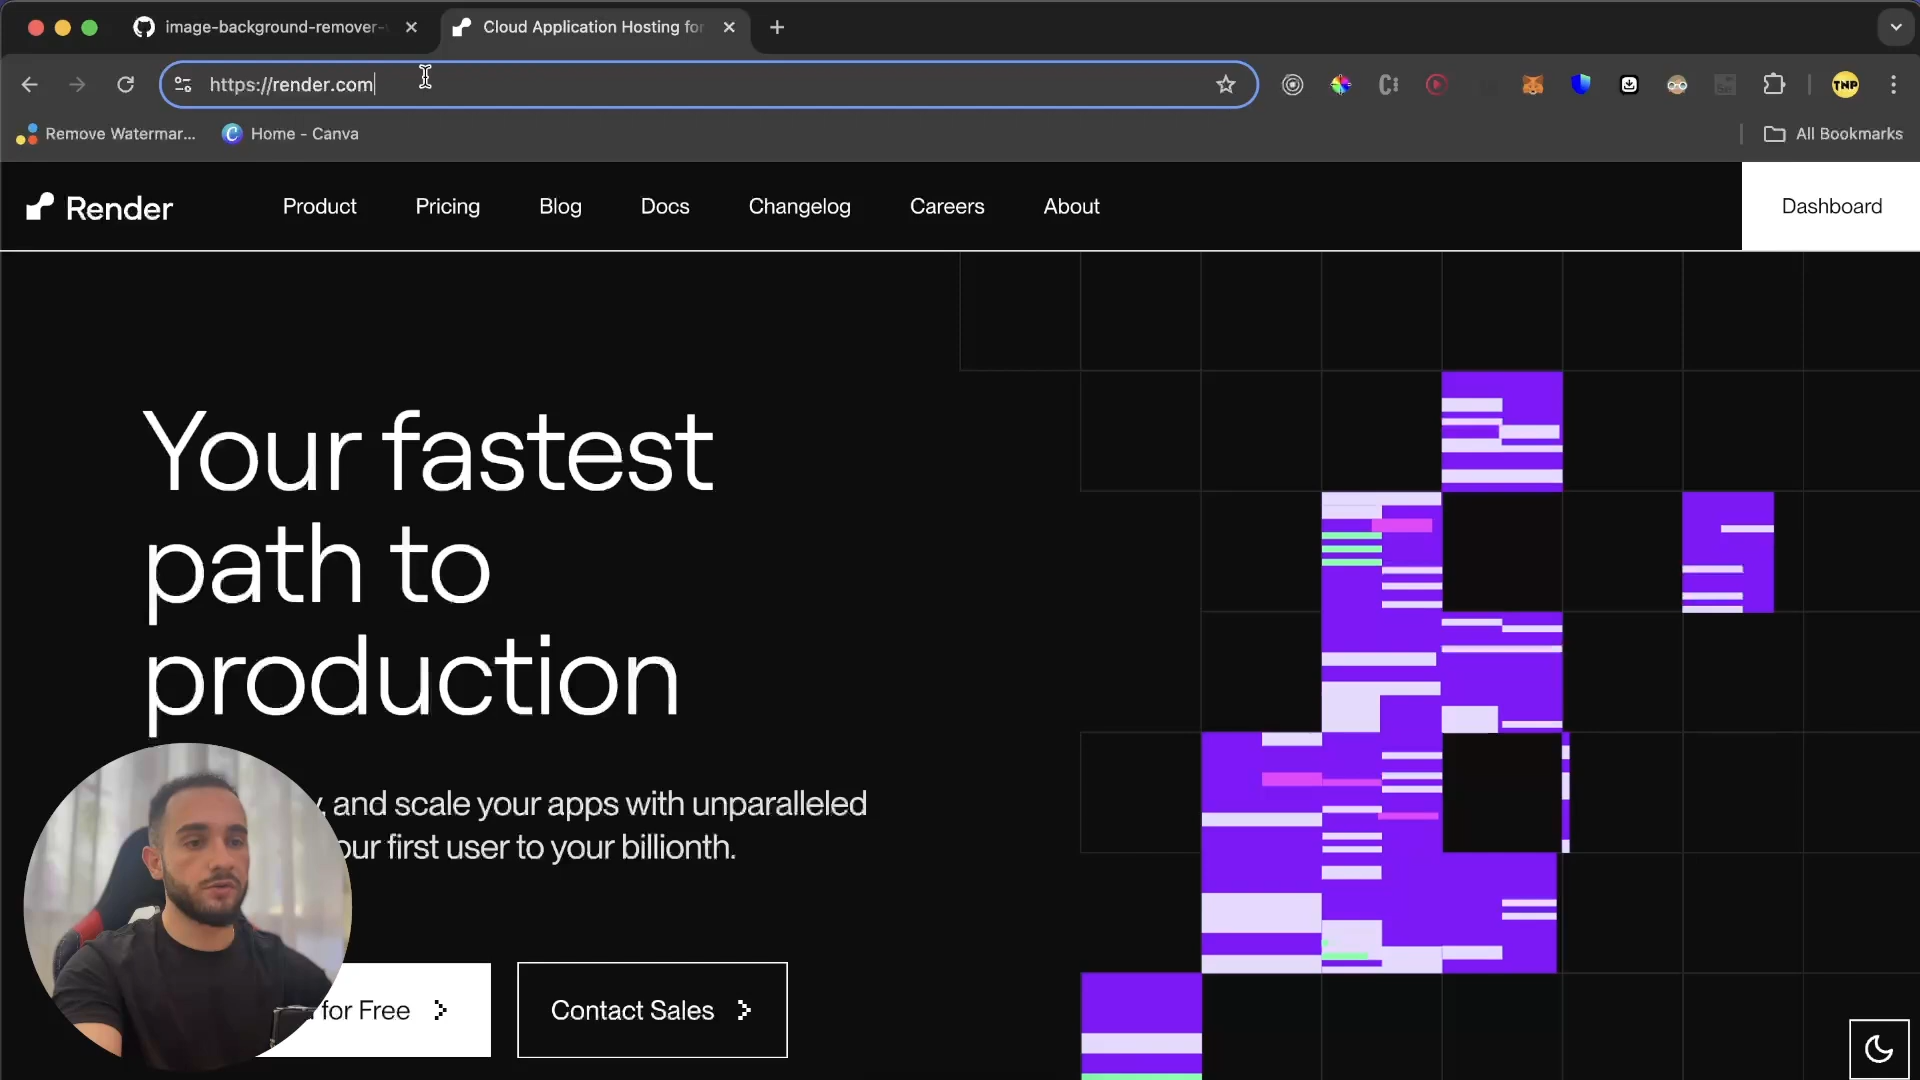 image-background-remover-
Cloud Application Hosting for
https://render.com
TNP
Remove Watermar...
Home - Canva
All Bookmarks
Render
Product
Pricing
Blog
Docs
Changelog
Careers
About
Dashboard
Your fastest
path to
production
, and scale your apps with unparalleled
our first user to your billionth.
for Free
Contact Sales